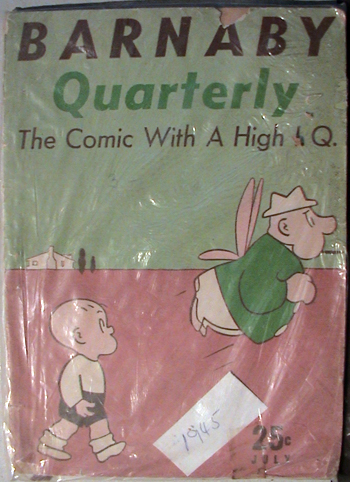 BARNABY
Quarterly
The Comic With A High I Q.
1945
25c
JULY